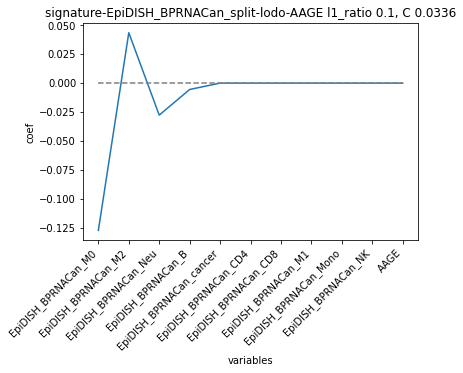 signature-EpiDISH_BPRNACan_split-lodo-AAGE l1_ratio 0.1, C 0.0336
0.050
0.025
0.000
-0.025
-0.050
-0.075
-0.100
-0.125
coef
EpiDISH_BPRNACan_M0
EpiDISH_BPRNACan_M2
EpiDISH_BPRNACan_Neu
EpiDISH_BPRNACan_B
EpiDISH_BPRNACan_cancer
EpiDISH_BPRNACan_CD4
EpiDISH_BPRNACan_CD8
EpiDISH_BPRNACan_M1
EpiDISH_BPRNACan_Mono
EpiDISH_BPRNACan_NK
AAGE
variables